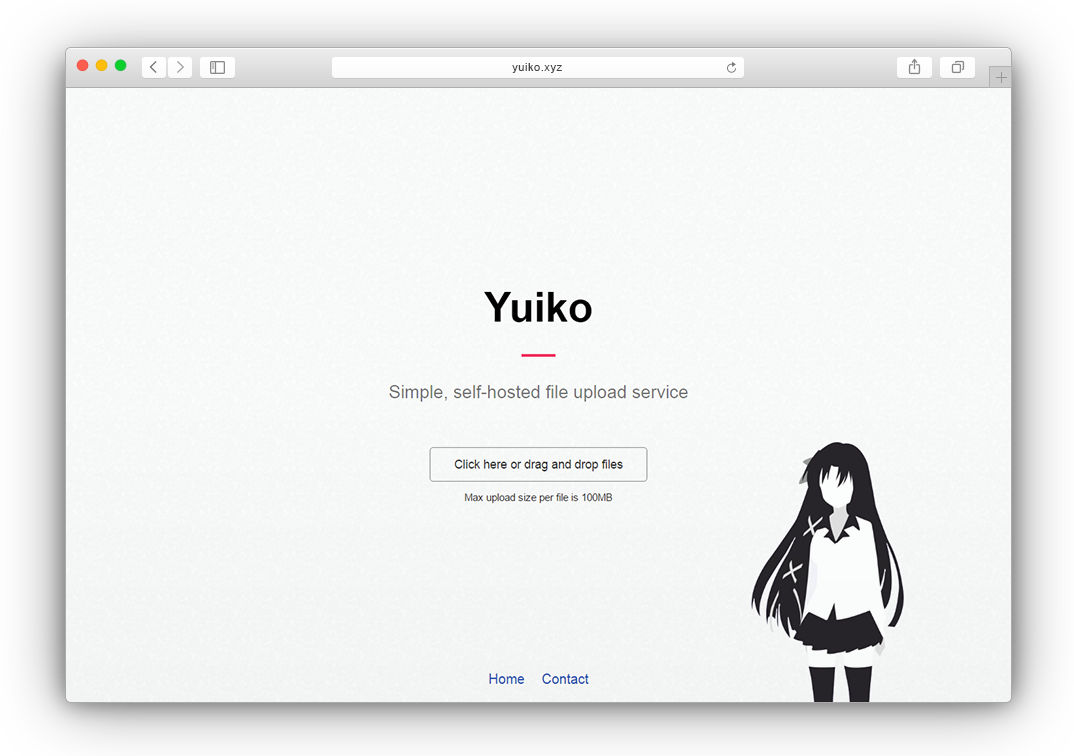 yuiko.xyz
Yuiko
Simple, self-hosted file upload service
Click here or drag and drop files
Max upload size per file is 100MB
Home Contact